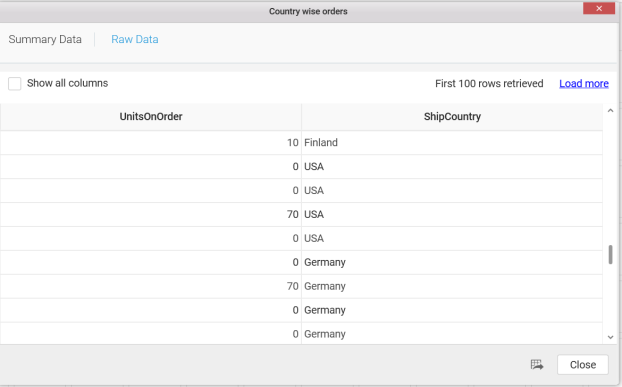 Country wise orders
Summary Data Raw Data
Show all columns First 100 rows retrieved Load more
UnitsOnOrder ShipCountry
10 Finland
0 USA
0 USA
70 USA
0 USA
0 Germany
70 Germany
0 Germany
0 Germany
Close